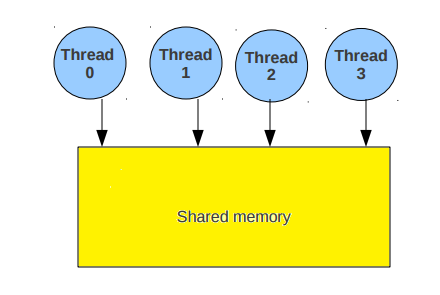 Thread
0
Thread
1
Thread
2
Thread
3
Shared memory